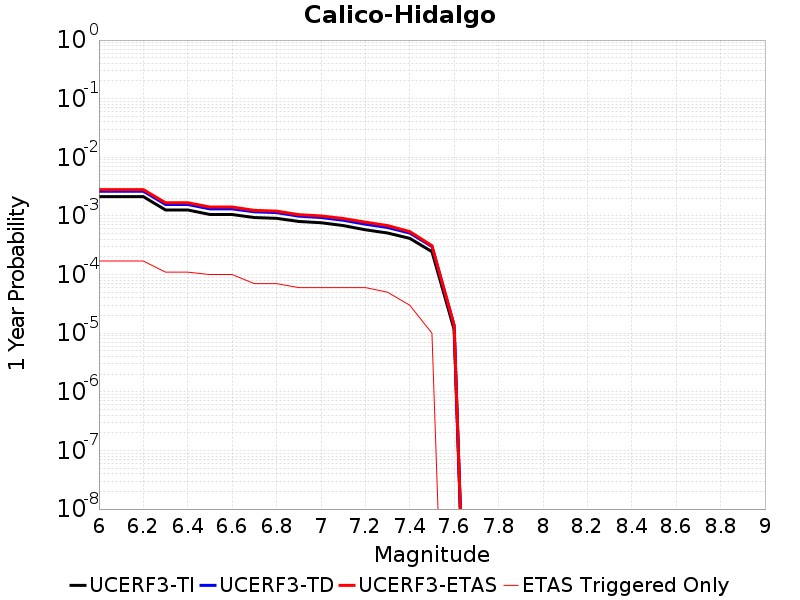 Calico-Hidalgo
1 Year Probability
10^0
10^-1
10^-2
10^-3
10^-4
10^-5
10^-6
10^-7
10^-8
6 6.2 6.4 6.6 6.8 7 7.2 7.4 7.6 7.8 8 8.2 8.4 8.6 8.8 9
Magnitude
UCERF3-TI UCERF3-TD UCERF3-ETAS ETAS Triggered Only